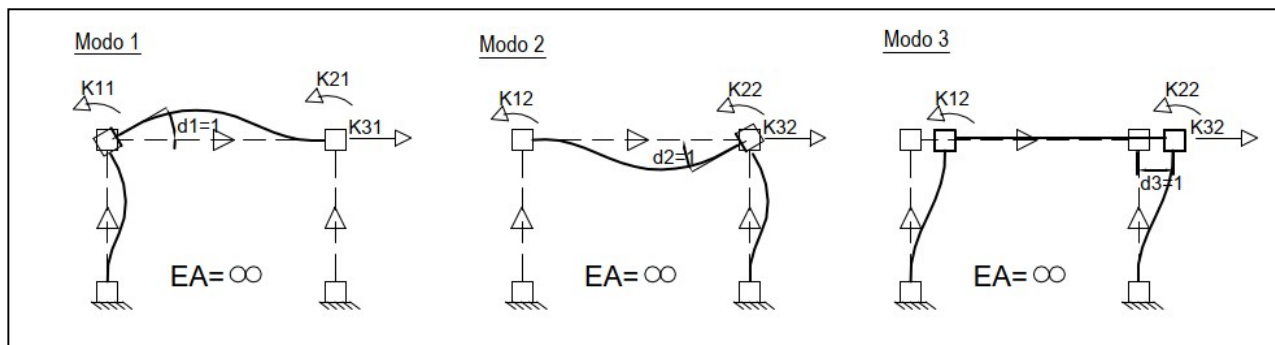 Modo 1
K11
K21
d1=1
K31
EA=∞
Modo 2
K12
K22
d2=1
K32
EA=∞
Modo 3
K12
K22
K32
d3=1
EA=∞